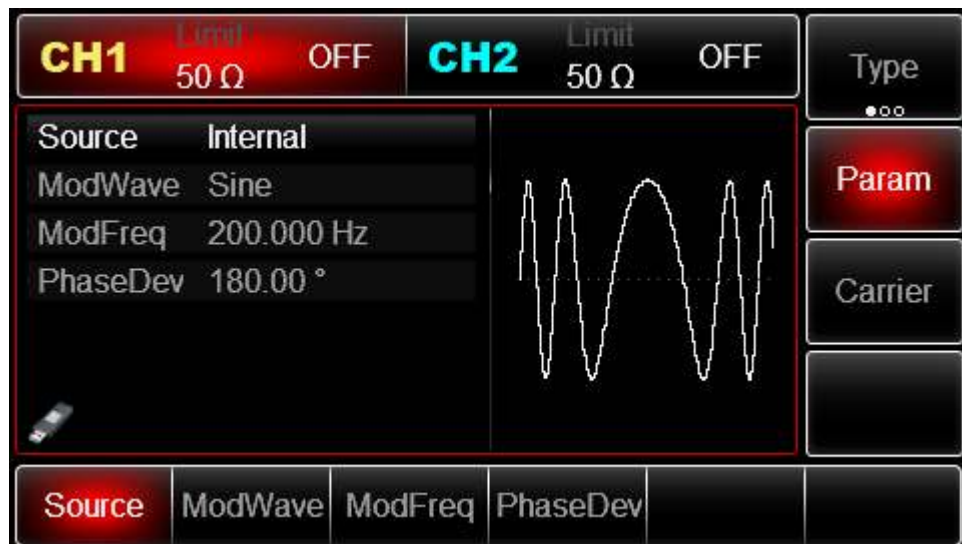 CH1 Limit 50 Ω OFF CH2 Limit 50 Ω OFF
Type
Source Internal
ModWave Sine
ModFreq 200.000 Hz
PhaseDev 180.00 °
Param
Carrier
Source ModWave ModFreq PhaseDev